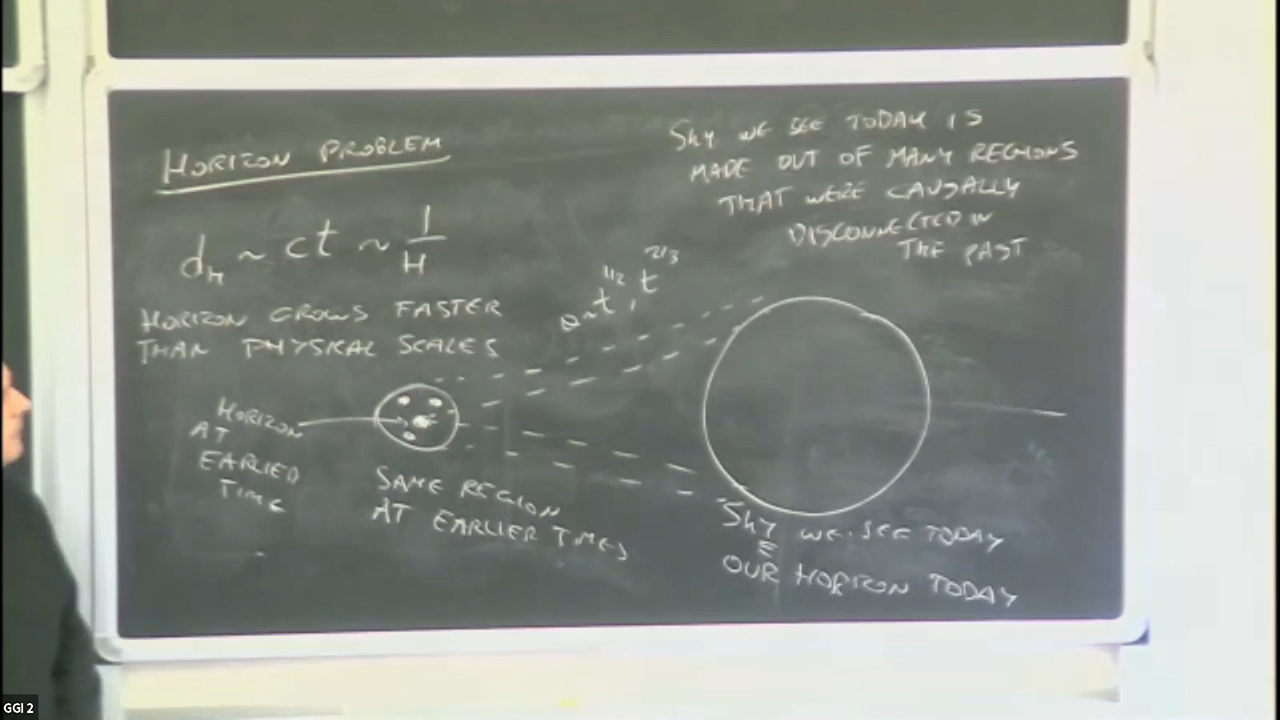 HORIZON PROBLEM
d_H ~ ct ~ 1/H
HORIZON GROWS FASTER
THAN PHYSICAL SCALES
HORIZON
AT
EARLIER
TIME
SAME REGION
AT EARLIER TIMES
a ~ t^1/2, t^2/3
SKY WE SEE TODAY IS
MADE OUT OF MANY REGIONS
THAT WERE CAUSALLY
DISCONNECTED IN
THE PAST
SKY WE SEE TODAY
≡
OUR HORIZON TODAY
GGI 2